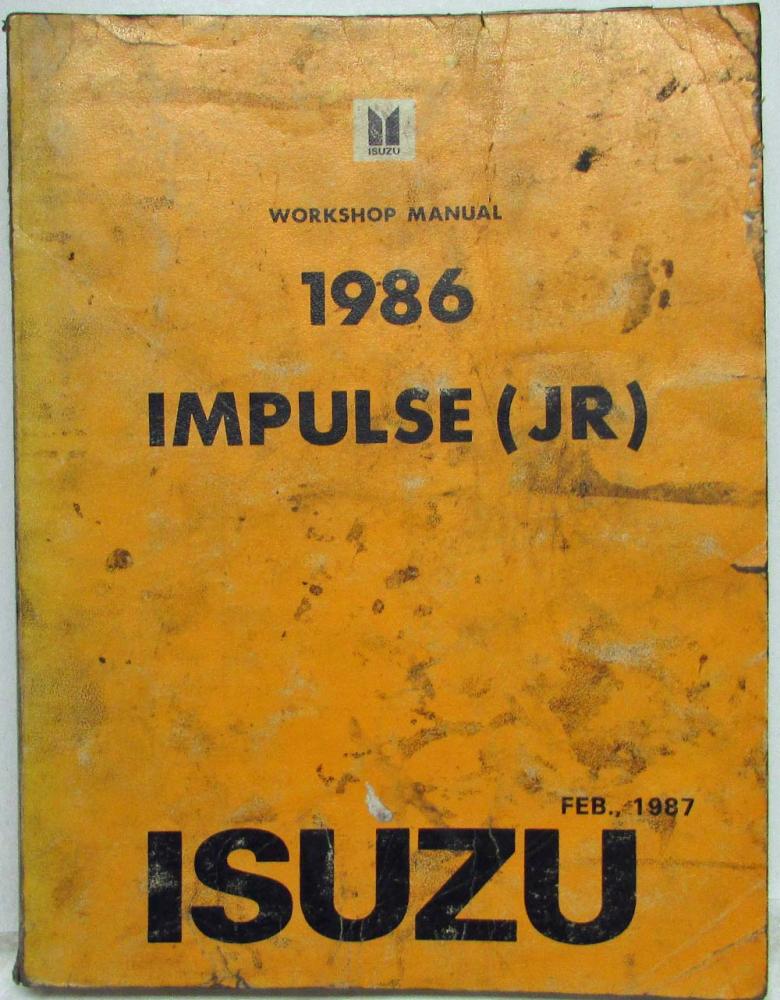 ISUZU
WORKSHOP MANUAL
1986
IMPULSE (JR)
FEB., 1987
ISUZU